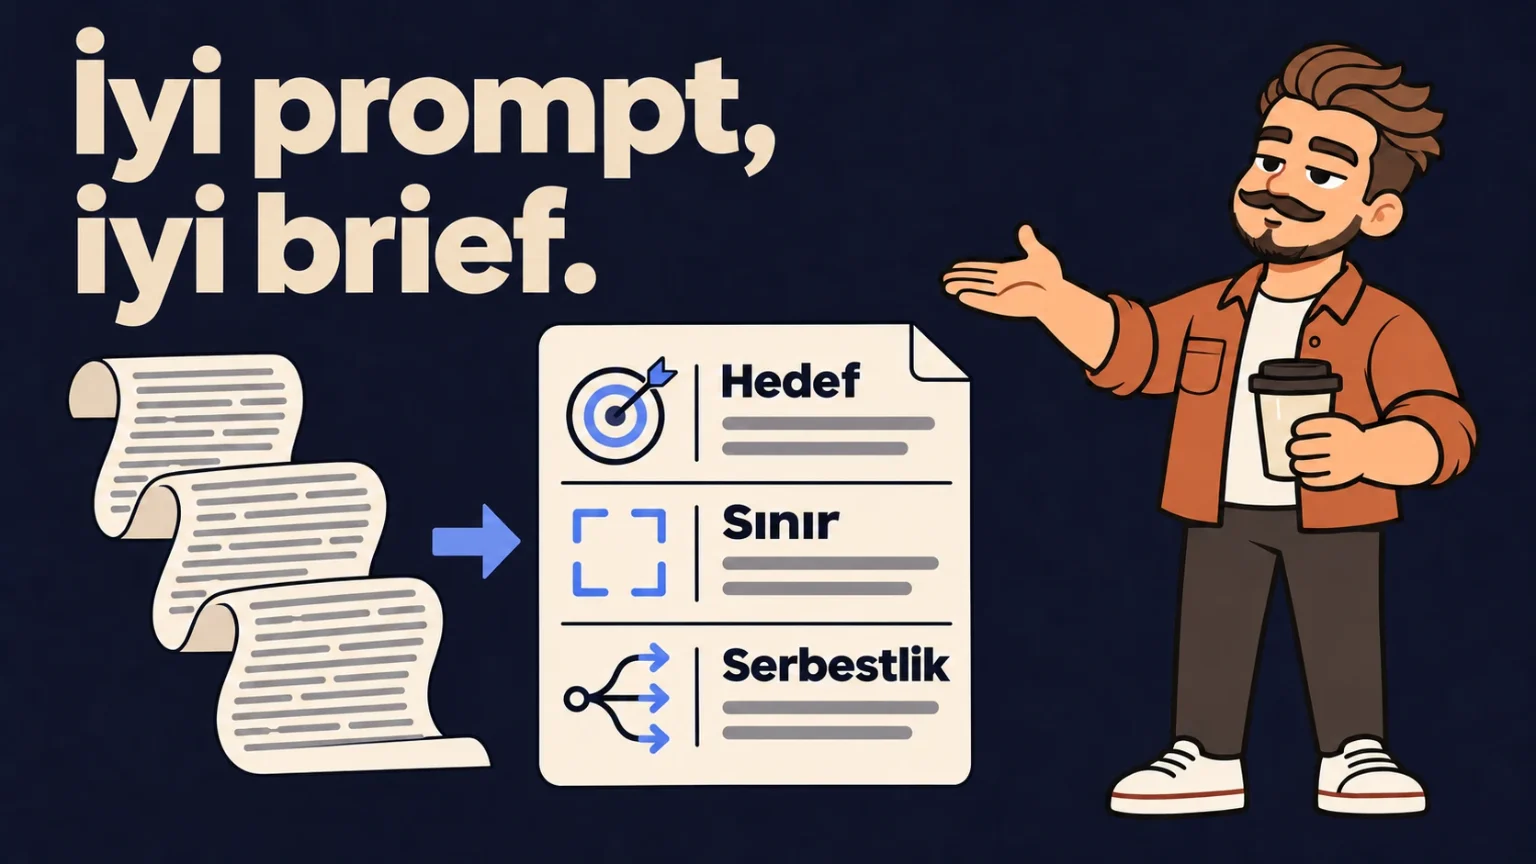 İyi prompt,
iyi brief.
Hedef
Sınır
Serbestlik